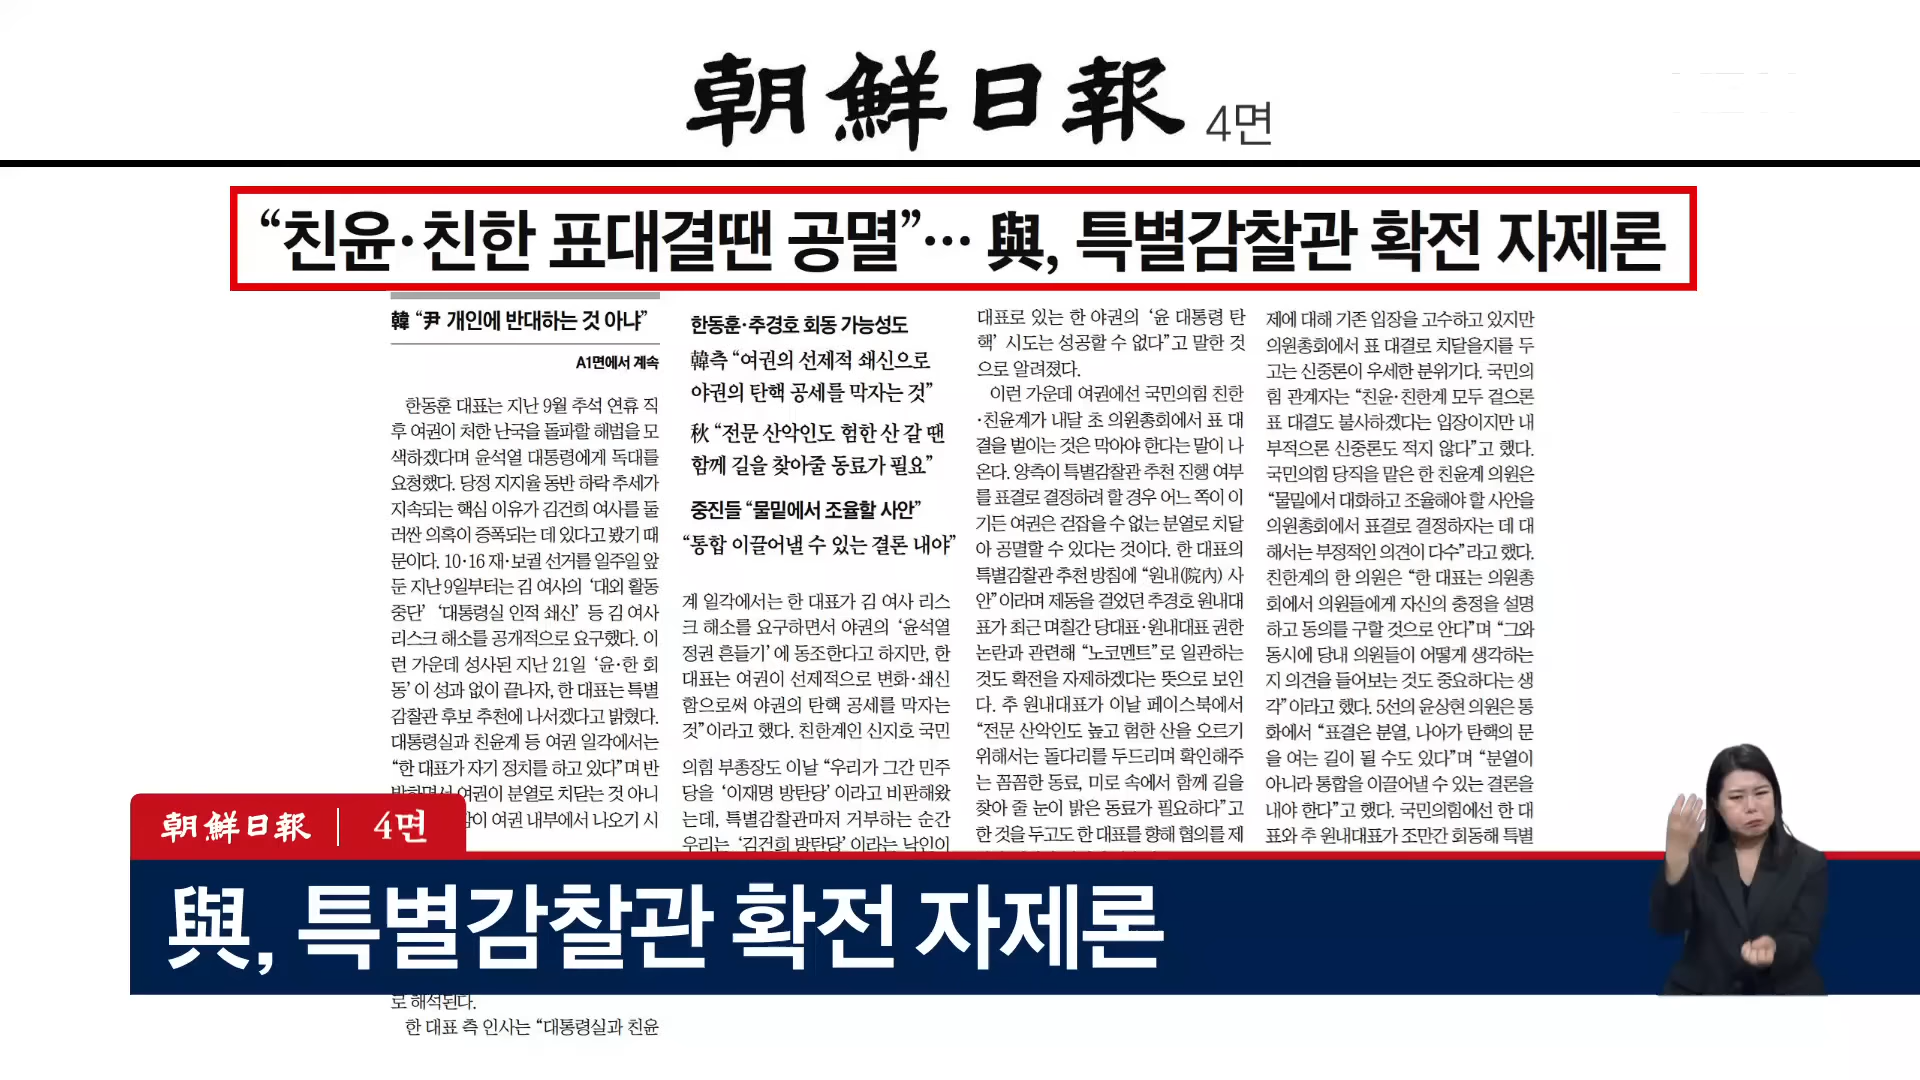 朝鮮日報 4면
“친윤·친한 표대결땐 공멸”… 與, 특별감찰관 확전 자제론
韓 “尹 개인에 반대하는 것 아냐”
A1면에서 계속
한동훈 대표는 지난 9월 추석 연휴 직
후 여권이 처한 난국을 돌파할 해법을 모
색하겠다며 윤석열 대통령에게 독대를
요청했다. 당정 지지율 동반 하락 추세가
지속되는 핵심 이유가 김건희 여사를 둘
러싼 의혹이 증폭되는 데 있다고 봤기 때
문이다. 10·16 재·보궐 선거를 일주일 앞
둔 지난 9일부터는 김 여사의 ‘대외 활동
중단’ ‘대통령실 인적 쇄신’ 등 김 여사
리스크 해소를 공개적으로 요구했다. 이
런 가운데 성사된 지난 21일 ‘윤·한 회
동’이 성과 없이 끝나자, 한 대표는 특별
감찰관 후보 추천에 나서겠다고 밝혔다.
대통령실과 친윤계 등 여권 일각에서는
“한 대표가 자기 정치를 하고 있다”며 반
여권이 분열로 치닫는 것 아니
이 여권 내부에서 나오기 시
로 해석된다.
한 대표 측 인사는 “대통령실과 친윤
한동훈·추경호 회동 가능성도
韓측 “여권의 선제적 쇄신으로
야권의 탄핵 공세를 막자는 것”
秋 “전문 산악인도 험한 산 갈 땐
함께 길을 찾아줄 동료가 필요”
중진들 “물밑에서 조율할 사안”
“통합 이끌어낼 수 있는 결론 내야”
계 일각에서는 한 대표가 김 여사 리스
크 해소를 요구하면서 야권의 ‘윤석열
정권 흔들기’에 동조한다고 하지만, 한
대표는 여권이 선제적으로 변화·쇄신
함으로써 야권의 탄핵 공세를 막자는
것”이라고 했다. 친한계인 신지호 국민
의힘 부총장도 이날 “우리가 그간 민주
당을 ‘이재명 방탄당’이라고 비판해왔
는데, 특별감찰관마저 거부하는 순간
우리는 ‘김건희 방탄당’이라는 낙인이
대표로 있는 한 야권의 ‘윤 대통령 탄
핵’ 시도는 성공할 수 없다”고 말한 것
으로 알려졌다.
이런 가운데 여권에선 국민의힘 친한
·친윤계가 내달 초 의원총회에서 표 대
결을 벌이는 것은 막아야 한다는 말이 나
온다. 양측이 특별감찰관 추천 진행 여부
를 표결로 결정하려 할 경우 어느 쪽이 이
기든 여권은 걷잡을 수 없는 분열로 치달
아 공멸할 수 있다는 것이다. 한 대표의
특별감찰관 추천 방침에 “원내(院內) 사
안”이라며 제동을 걸었던 추경호 원내대
표가 최근 며칠간 당대표·원내대표 권한
논란과 관련해 “노코멘트”로 일관하는
것도 확전을 자제하겠다는 뜻으로 보인
다. 추 원내대표가 이날 페이스북에서
“전문 산악인도 높고 험한 산을 오르기
위해서는 돌다리를 두드리며 확인해주
는 꼼꼼한 동료, 미로 속에서 함께 길을
찾아 줄 눈이 밝은 동료가 필요하다”고
한 것을 두고도 한 대표를 향해 협의를 제
제에 대해 기존 입장을 고수하고 있지만
의원총회에서 표 대결로 치달을지를 두
고는 신중론이 우세한 분위기다. 국민의
힘 관계자는 “친윤·친한계 모두 겉으론
표 대결도 불사하겠다는 입장이지만 내
부적으론 신중론도 적지 않다”고 했다.
국민의힘 당직을 맡은 한 친윤계 의원은
“물밑에서 대화하고 조율해야 할 사안을
의원총회에서 표결로 결정하자는 데 대
해서는 부정적인 의견이 다수”라고 했다.
친한계의 한 의원은 “한 대표는 의원총
회에서 의원들에게 자신의 충정을 설명
하고 동의를 구할 것으로 안다”며 “그와
동시에 당내 의원들이 어떻게 생각하는
지 의견을 들어보는 것도 중요하다는 생
각”이라고 했다. 5선의 윤상현 의원은 통
화에서 “표결은 분열, 나아가 탄핵의 문
을 여는 길이 될 수도 있다”며 “분열이
아니라 통합을 이끌어낼 수 있는 결론을
내야 한다”고 했다. 국민의힘에선 한 대
표와 추 원내대표가 조만간 회동해 특별
朝鮮日報 4면
與, 특별감찰관 확전 자제론